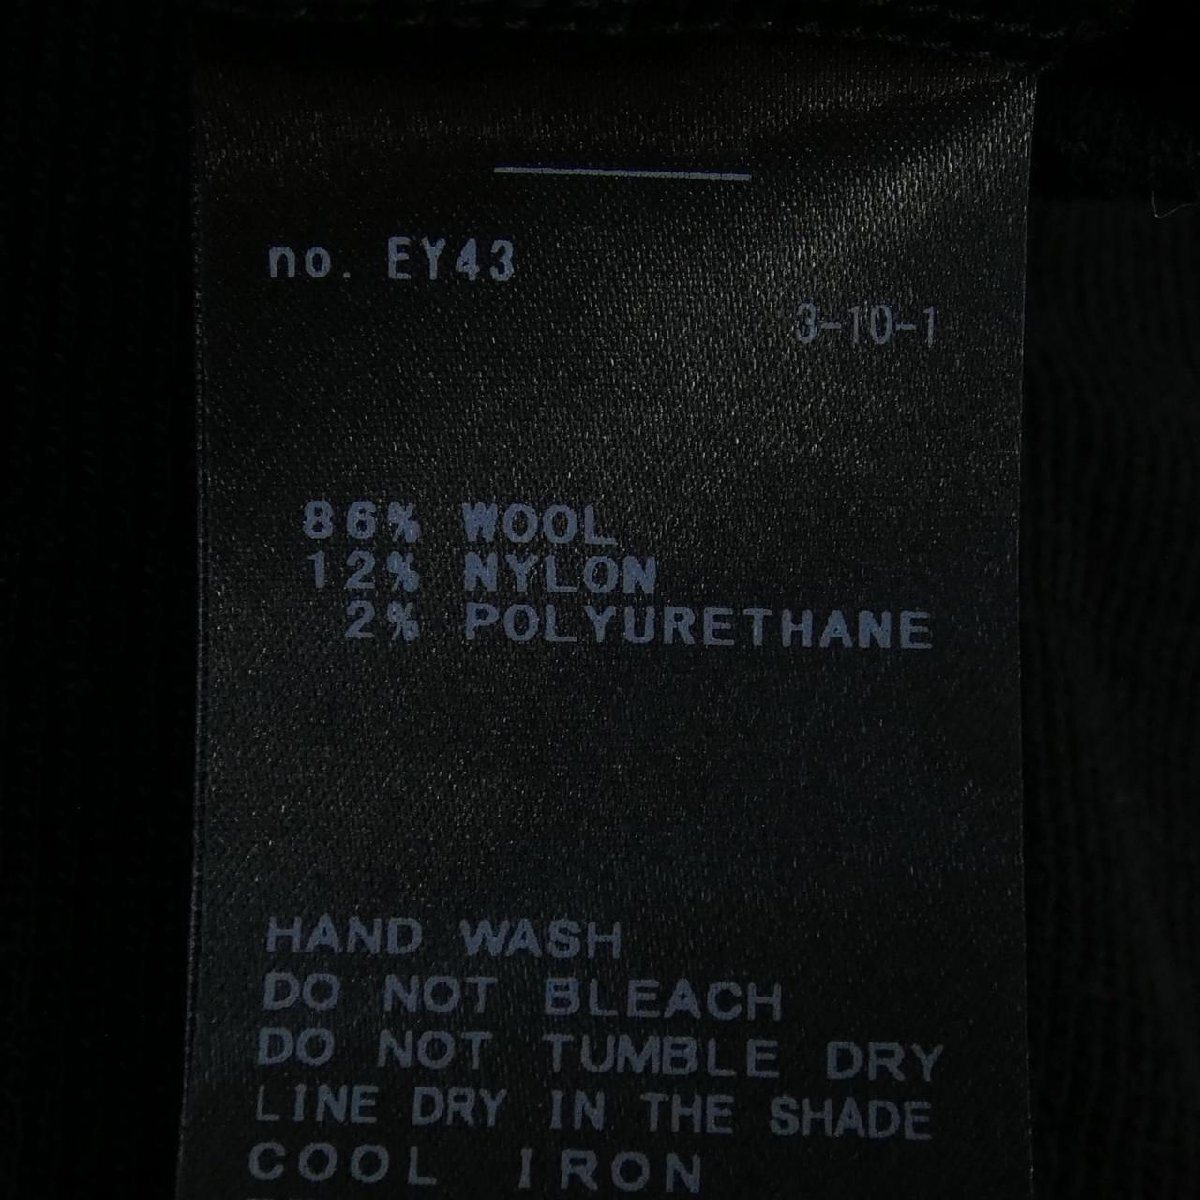 no. EY43
3-10-1
86% WOOL
12% NYLON
2% POLYURETHANE
HAND WASH
DO NOT BLEACH
DO NOT TUMBLE DRY
LINE DRY IN THE SHADE
COOL IRON